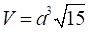 V = a³√15